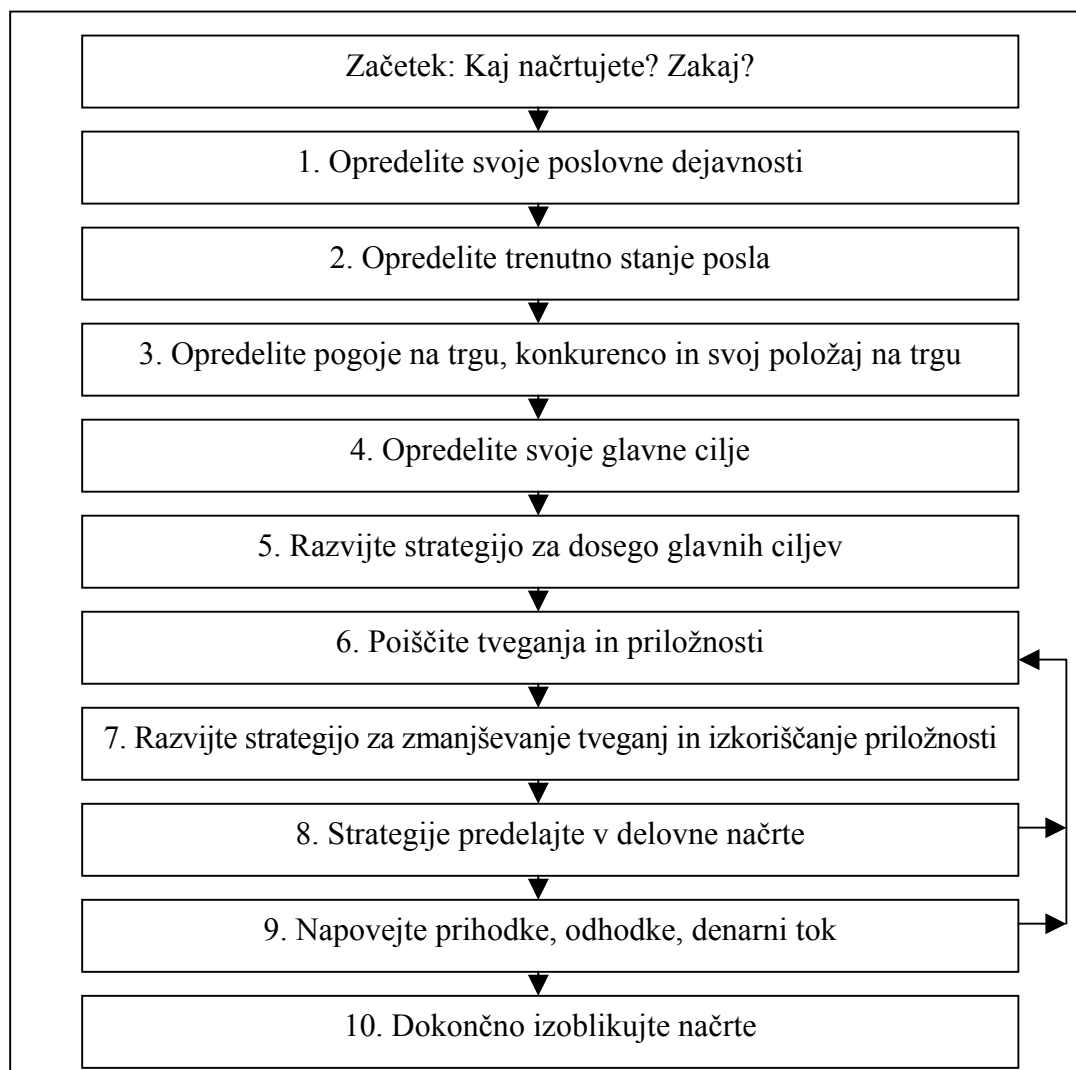 Začetek: Kaj načrtujete? Zakaj?
1. Opredelite svoje poslovne dejavnosti
2. Opredelite trenutno stanje posla
3. Opredelite pogoje na trgu, konkurenco in svoj položaj na trgu
4. Opredelite svoje glavne cilje
5. Razvijte strategijo za dosego glavnih ciljev
6. Poiščite tveganja in priložnosti
7. Razvijte strategijo za zmanjševanje tveganj in izkoriščanje priložnosti
8. Strategije predelajte v delovne načrte
9. Napovejte prihodke, odhodke, denarni tok
10. Dokončno izoblikujte načrte